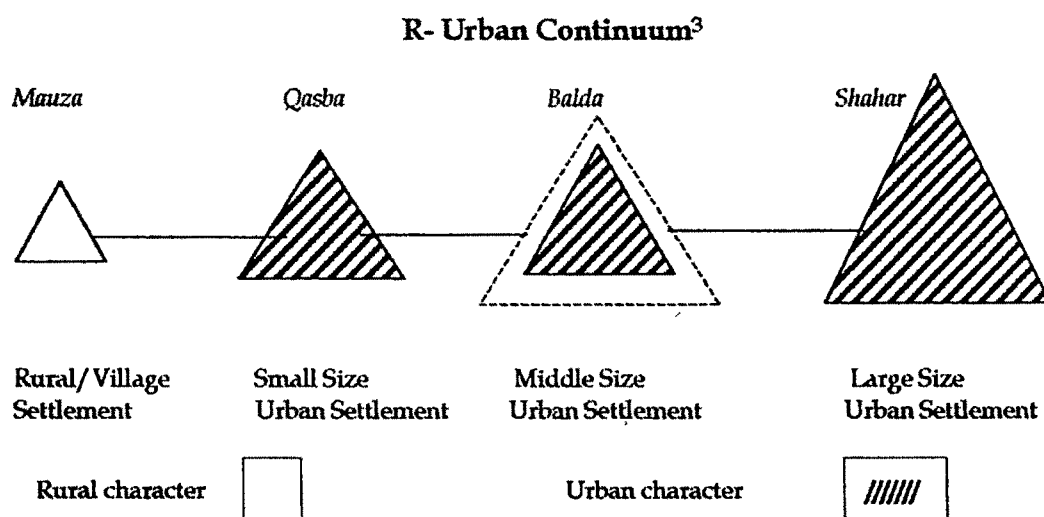 R- Urban Continuum³
Mauza Qasba Balda Shahar
Rural/ Village Small Size Middle Size Large Size
Settlement Urban Settlement Urban Settlement Urban Settlement
Rural character Urban character